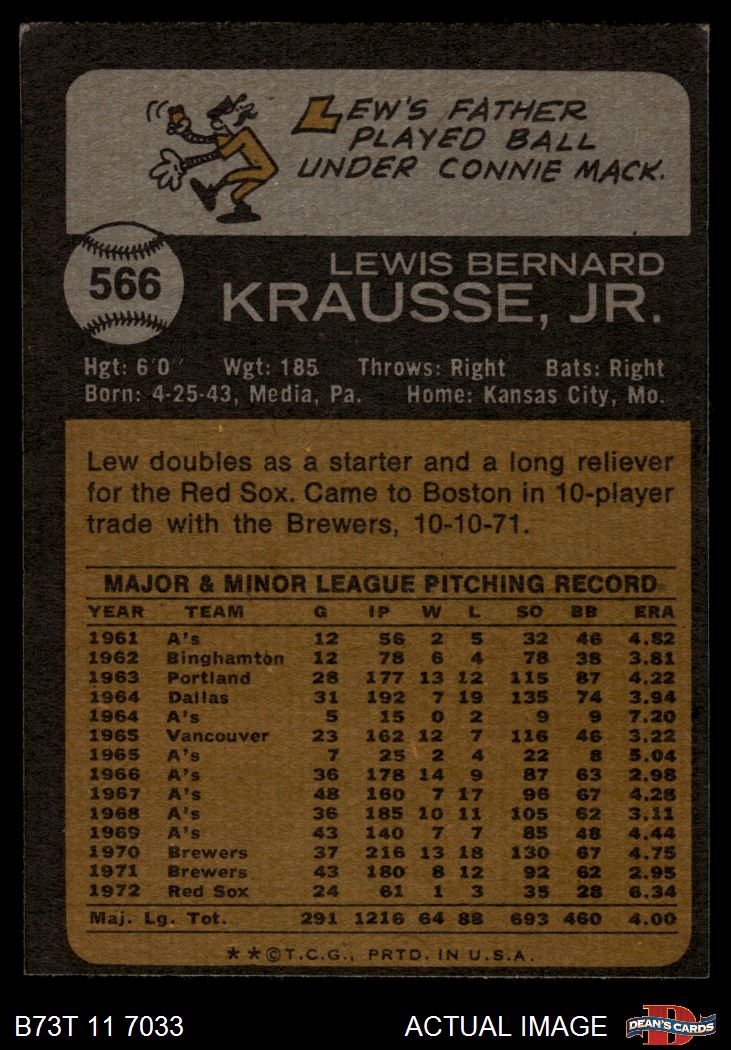 LEW'S FATHER
PLAYED BALL
UNDER CONNIE MACK.
566
LEWIS BERNARD
KRAUSSE, JR.
Hgt: 6'0" Wgt: 185 Throws: Right Bats: Right
Born: 4-25-43, Media, Pa. Home: Kansas City, Mo.
Lew doubles as a starter and a long reliever
for the Red Sox. Came to Boston in 10-player
trade with the Brewers, 10-10-71.
MAJOR & MINOR LEAGUE PITCHING RECORD
YEAR TEAM G IP W L SO BB ERA
1961 A's 12 56 2 5 32 46 4.82
1962 Binghamton 12 78 6 4 78 38 3.81
1963 Portland 28 177 13 12 115 87 4.22
1964 Dallas 31 192 7 19 135 74 3.94
1964 A's 5 15 0 2 9 9 7.20
1965 Vancouver 23 162 12 7 116 46 3.22
1965 A's 7 25 2 4 22 8 5.04
1966 A's 36 178 14 9 87 63 2.98
1967 A's 48 160 7 17 96 67 4.28
1968 A's 36 185 10 11 105 62 3.11
1969 A's 43 140 7 7 85 48 4.44
1970 Brewers 37 216 13 18 130 67 4.75
1971 Brewers 43 180 8 12 92 62 2.95
1972 Red Sox 24 61 1 3 35 28 6.34
Maj. Lg. Tot. 291 1216 64 88 693 460 4.00
**©T.C.G., PRTD. IN U.S.A.
B73T 11 7033 ACTUAL IMAGE DEAN'S CARDS